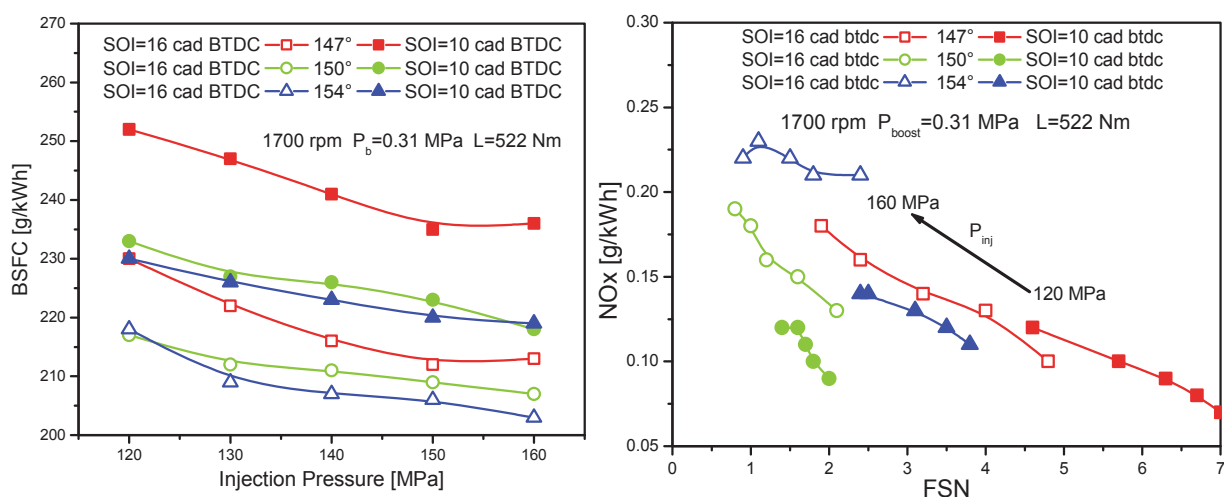 SOI=16 cad BTDC 147° SOI=10 cad BTDC
SOI=16 cad BTDC 150° SOI=10 cad BTDC
SOI=16 cad BTDC 154° SOI=10 cad BTDC
1700 rpm Pb=0.31 MPa L=522 Nm
BSFC [g/kWh]
270
260
250
240
230
220
210
200
120 130 140 150 160
Injection Pressure [MPa]
SOI=16 cad btdc 147° SOI=10 cad btdc
SOI=16 cad btdc 150° SOI=10 cad btdc
SOI=16 cad btdc 154° SOI=10 cad btdc
1700 rpm Pboost=0.31 MPa L=522 Nm
160 MPa
Pinj
120 MPa
NOx [g/kWh]
0.30
0.25
0.20
0.15
0.10
0.05
0 1 2 3 4 5 6 7
FSN